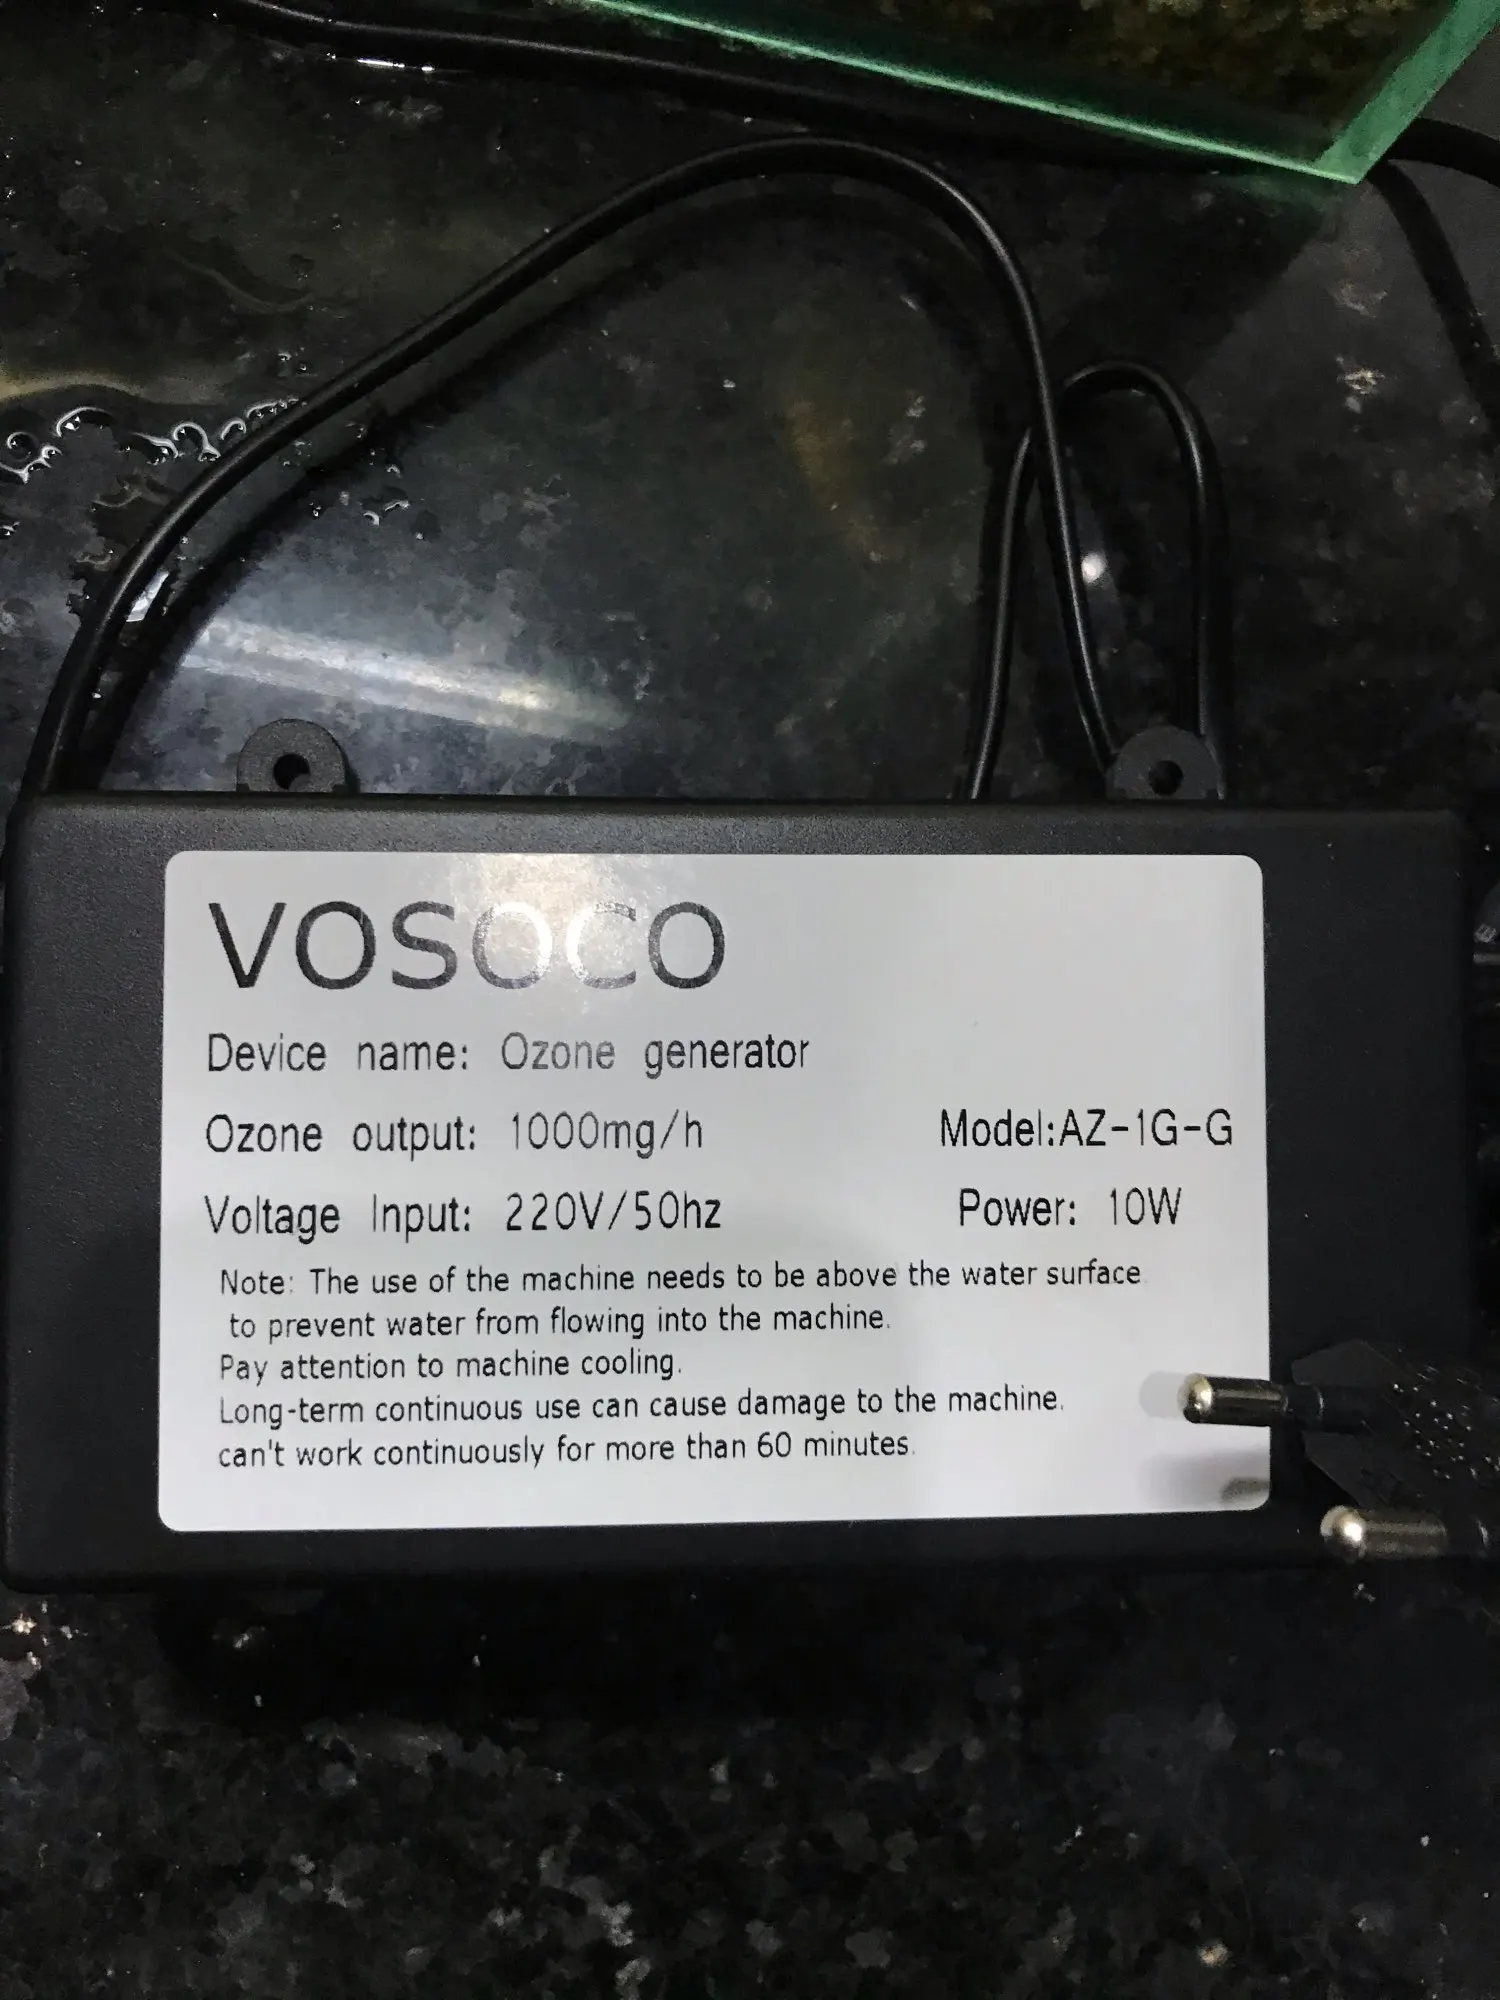 VOSOCO
Device name: Ozone generator
Ozone output: 1000mg/h Model:AZ-1G-G
Voltage Input: 220V/50hz Power: 10W
Note: The use of the machine needs to be above the water surface.
to prevent water from flowing into the machine.
Pay attention to machine cooling.
Long-term continuous use can cause damage to the machine.
can't work continuously for more than 60 minutes.